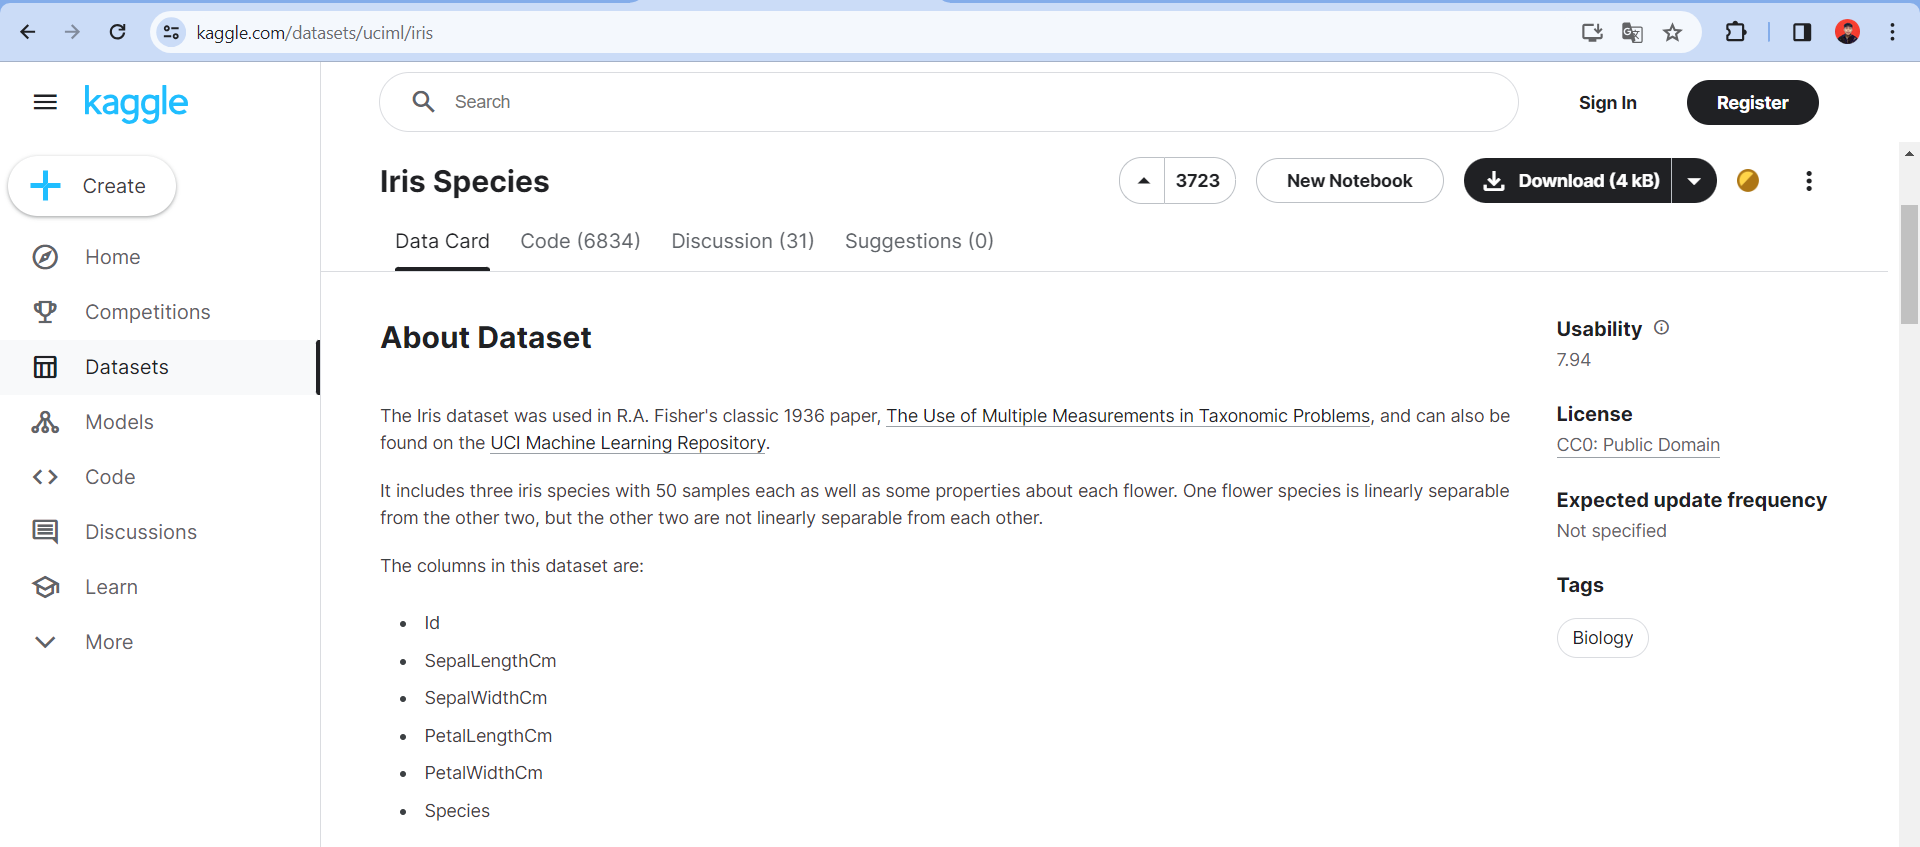 kaggle.com/datasets/uciml/iris
kaggle
Search
Sign In
Register
Create
Home
Competitions
Datasets
Models
Code
Discussions
Learn
More
Iris Species
3723
New Notebook
Download (4 kB)
Data Card
Code (6834)
Discussion (31)
Suggestions (0)
About Dataset
The Iris dataset was used in R.A. Fisher's classic 1936 paper, The Use of Multiple Measurements in Taxonomic Problems, and can also be
found on the UCI Machine Learning Repository.
It includes three iris species with 50 samples each as well as some properties about each flower. One flower species is linearly separable
from the other two, but the other two are not linearly separable from each other.
The columns in this dataset are:
Id
SepalLengthCm
SepalWidthCm
PetalLengthCm
PetalWidthCm
Species
Usability
7.94
License
CC0: Public Domain
Expected update frequency
Not specified
Tags
Biology